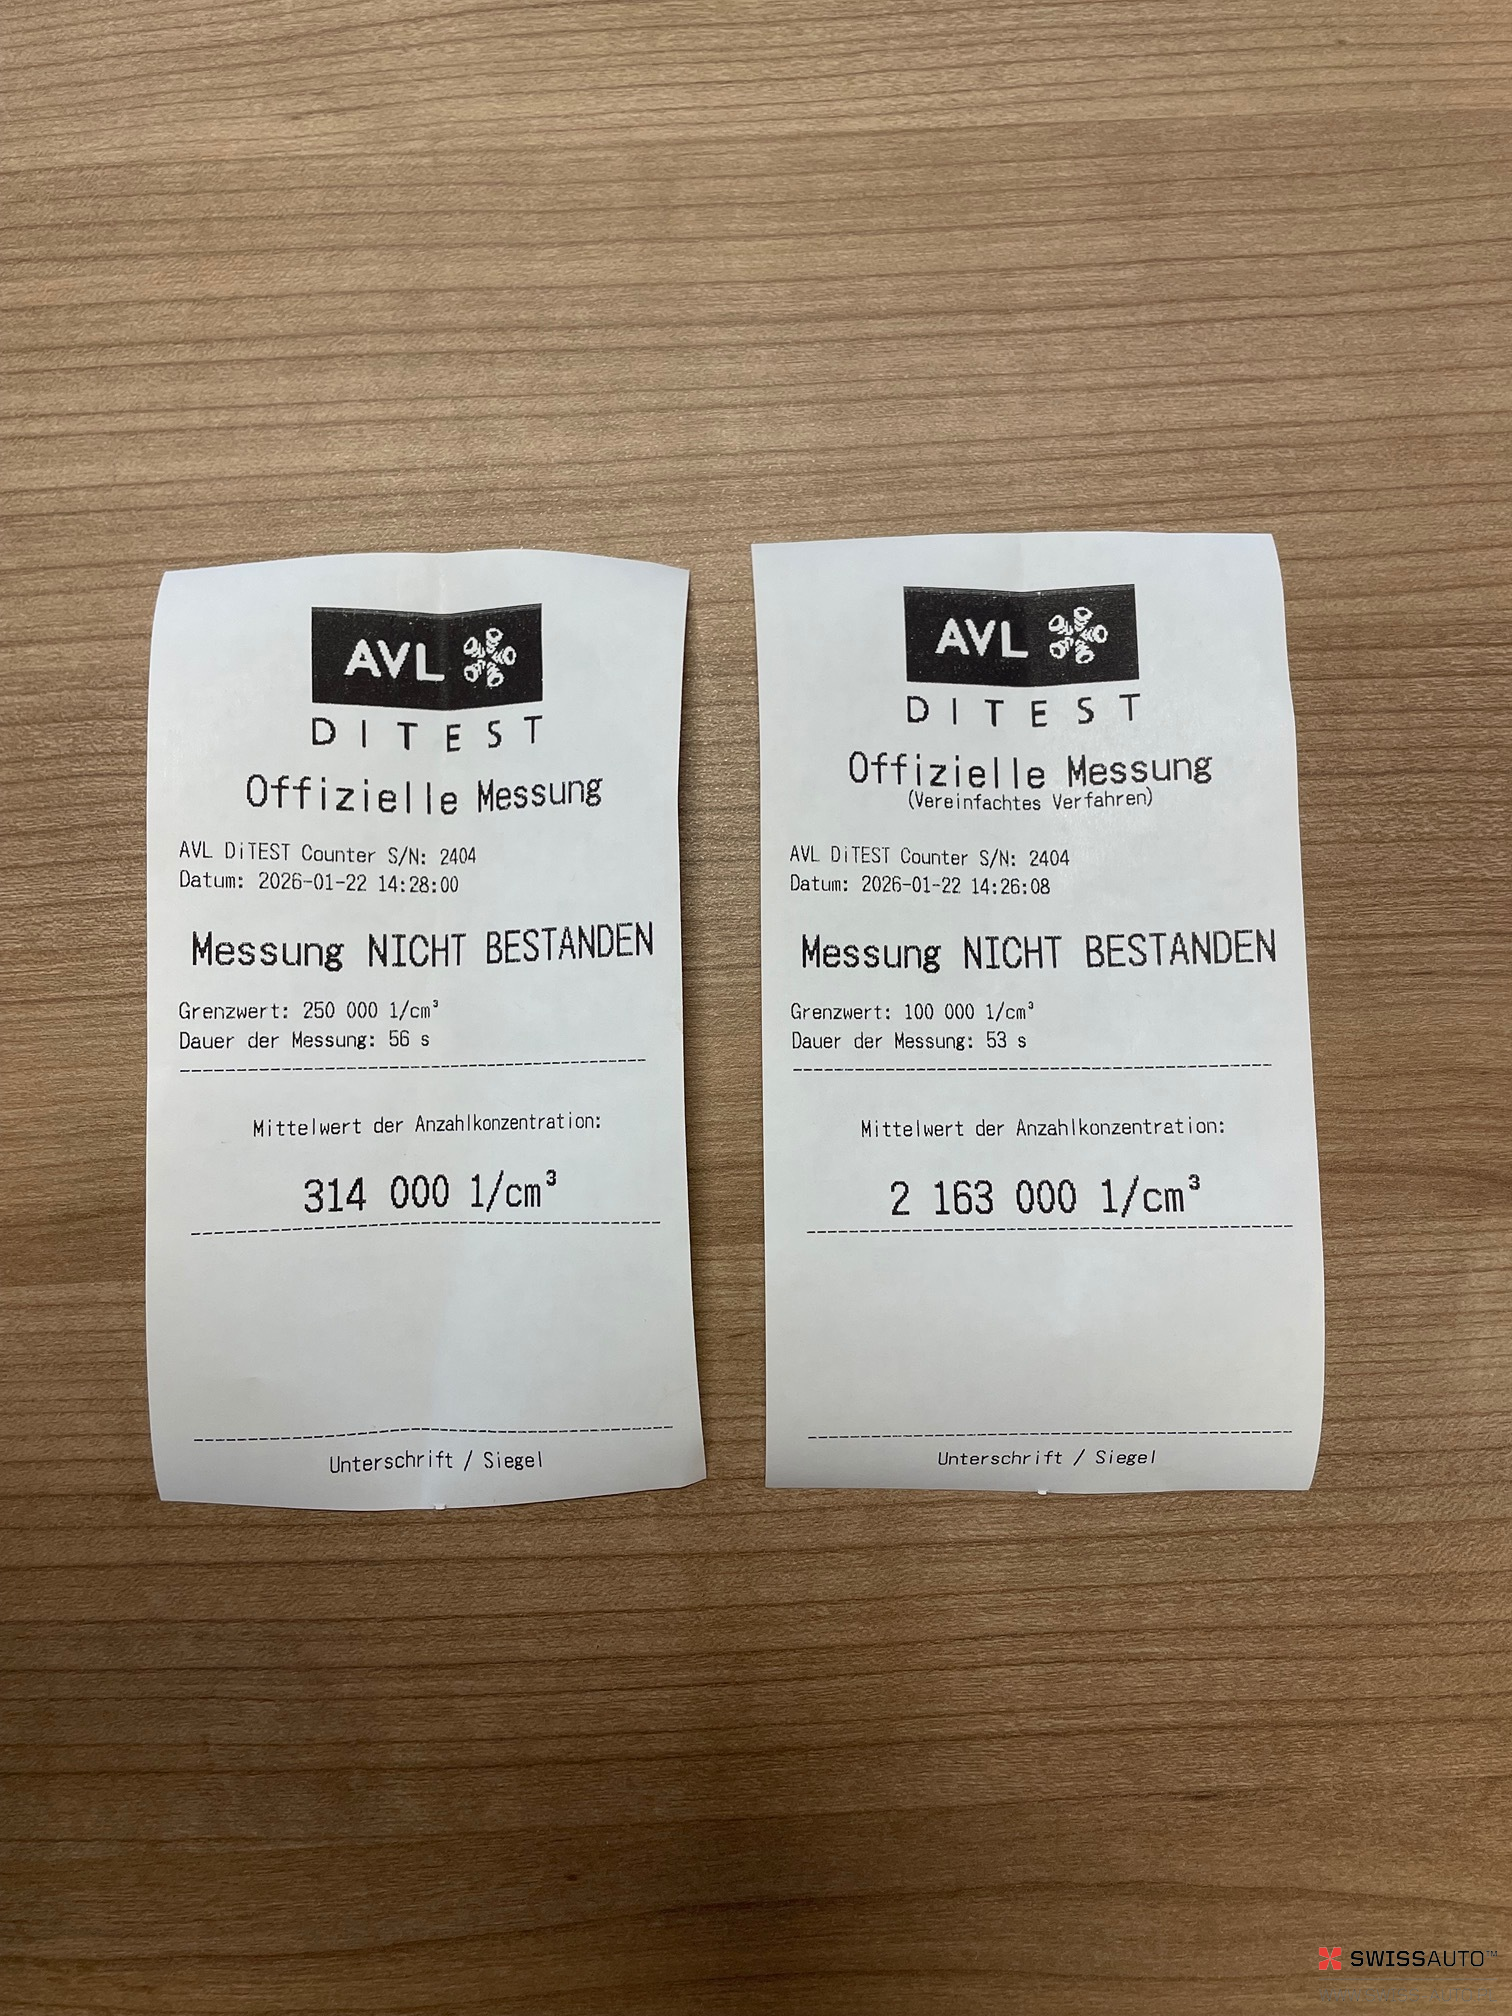 AVL
DITEST
Offizielle Messung
AVL DiTEST Counter S/N: 2404
Datum: 2026-01-22 14:28:00
Messung NICHT BESTANDEN
Grenzwert: 250 000 1/cm³
Dauer der Messung: 56 s
Mittelwert der Anzahlkonzentration:
314 000 1/cm³
Unterschrift / Siegel
AVL
DITEST
Offizielle Messung
(Vereinfachtes Verfahren)
AVL DiTEST Counter S/N: 2404
Datum: 2026-01-22 14:26:08
Messung NICHT BESTANDEN
Grenzwert: 100 000 1/cm³
Dauer der Messung: 53 s
Mittelwert der Anzahlkonzentration:
2 163 000 1/cm³
Unterschrift / Siegel
SWISSAUTO™